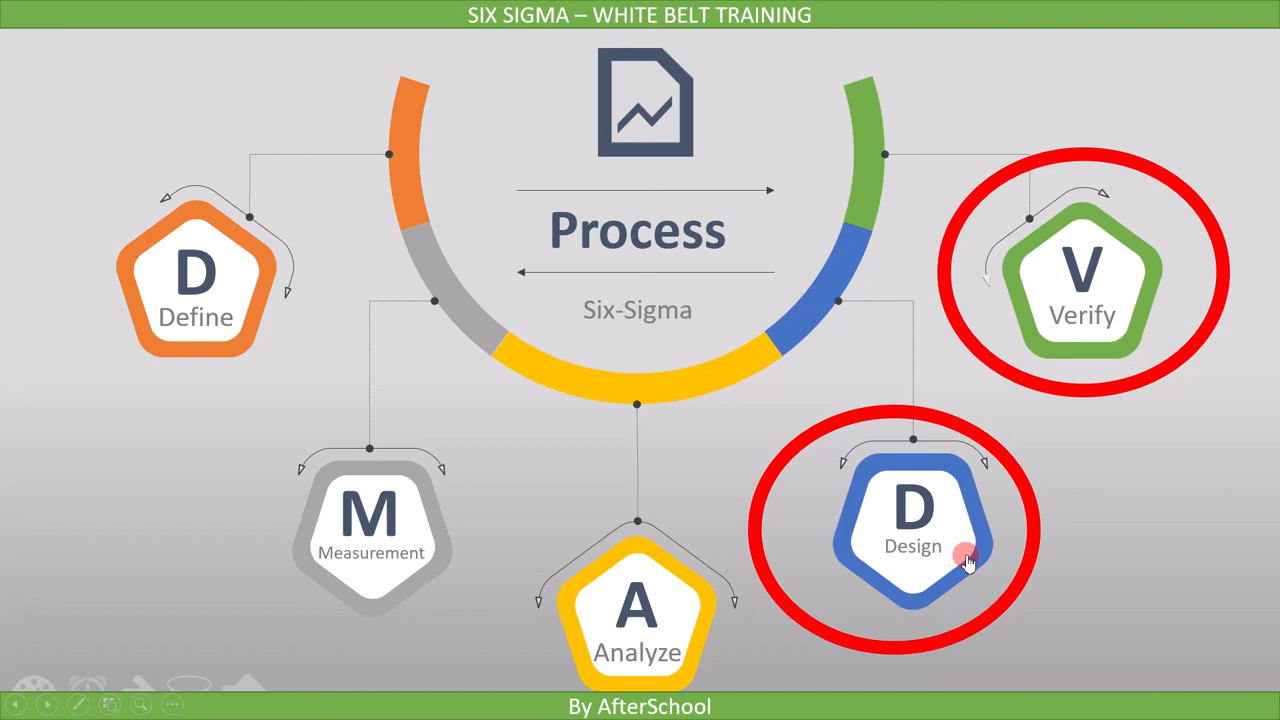 SIX SIGMA – WHITE BELT TRAINING
Process
Six-Sigma
D
Define
M
Measurement
A
Analyze
D
Design
V
Verify
By AfterSchool